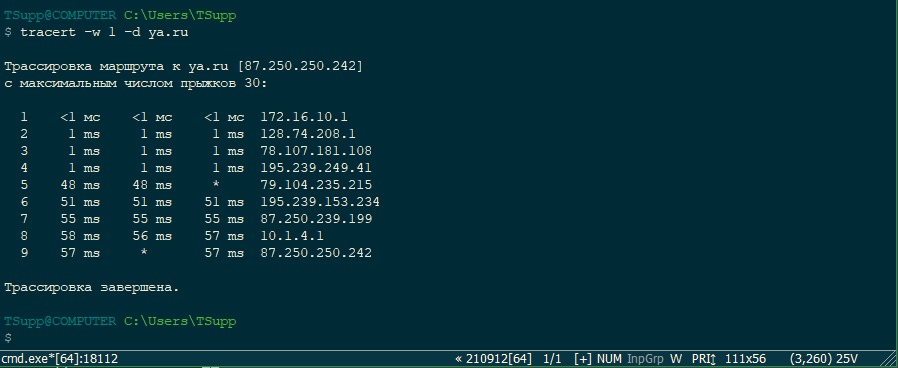 TSupp@COMPUTER C:\Users\TSupp
$ tracert -w 1 -d ya.ru
Трассировка маршрута к ya.ru [87.250.250.242]
с максимальным числом прыжков 30:
1 <1 мс <1 мс <1 мс 172.16.10.1
2 1 ms 1 ms 1 ms 128.74.208.1
3 1 ms 1 ms 1 ms 78.107.181.108
4 1 ms 1 ms 1 ms 195.239.249.41
5 48 ms 48 ms * 79.104.235.215
6 51 ms 51 ms 51 ms 195.239.153.234
7 55 ms 55 ms 55 ms 87.250.239.199
8 58 ms 56 ms 57 ms 10.1.4.1
9 57 ms * 57 ms 87.250.250.242
Трассировка завершена.
TSupp@COMPUTER C:\Users\TSupp
$
cmd.exe*[64]:18112 « 210912[64] 1/1 [+] NUM InpGrp W PRI↕ 111x56 (3,260) 25V